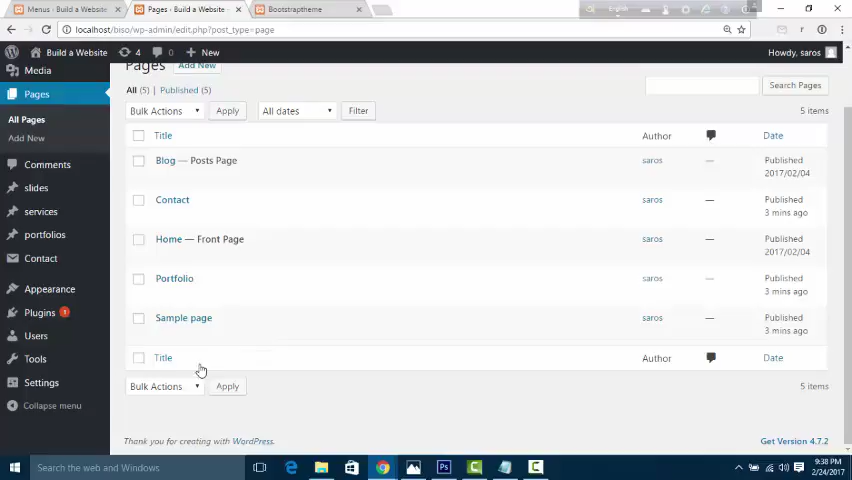 Menus ‹ Build a Website
Pages ‹ Build a Website
Bootstraptheme
English
localhost/biso/wp-admin/edit.php?post_type=page
Build a Website 4 0 New
Howdy, saros
Media
Pages
All Pages
Add New
Comments
slides
services
portfolios
Contact
Appearance
Plugins 1
Users
Tools
Settings
Collapse menu
Pages Add New
All (5) | Published (5)
Search Pages
Bulk Actions Apply All dates Filter
5 items
Title Author Date
Blog — Posts Page saros — Published
2017/02/04
Contact saros — Published
3 mins ago
Home — Front Page saros — Published
2017/02/04
Portfolio saros — Published
3 mins ago
Sample page saros — Published
3 mins ago
Title Author Date
Bulk Actions Apply
5 items
Thank you for creating with WordPress.
Get Version 4.7.2
Search the web and Windows
9:38 PM
2/24/2017